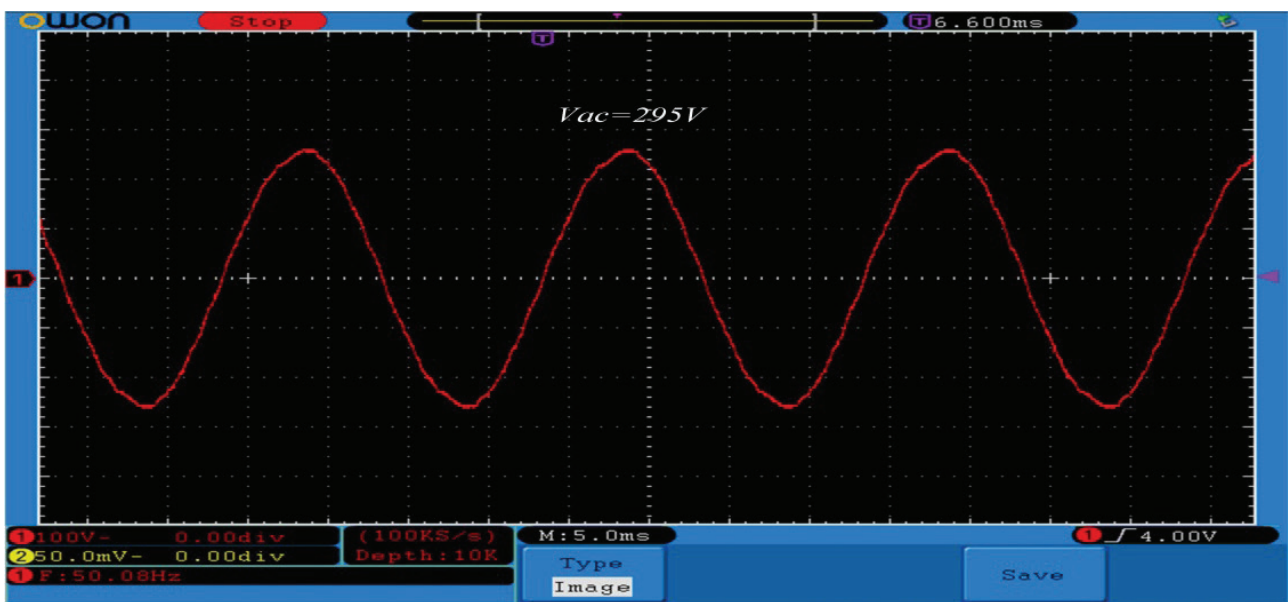 OWON Stop T 6.600ms
T
Vac=295V
1
1 100V~ 0.00div (100KS/s) M:5.0ms 1 4.00V
2 50.0mV~ 0.00div Depth:10K
1 F:50.08Hz
Type
Image
Save